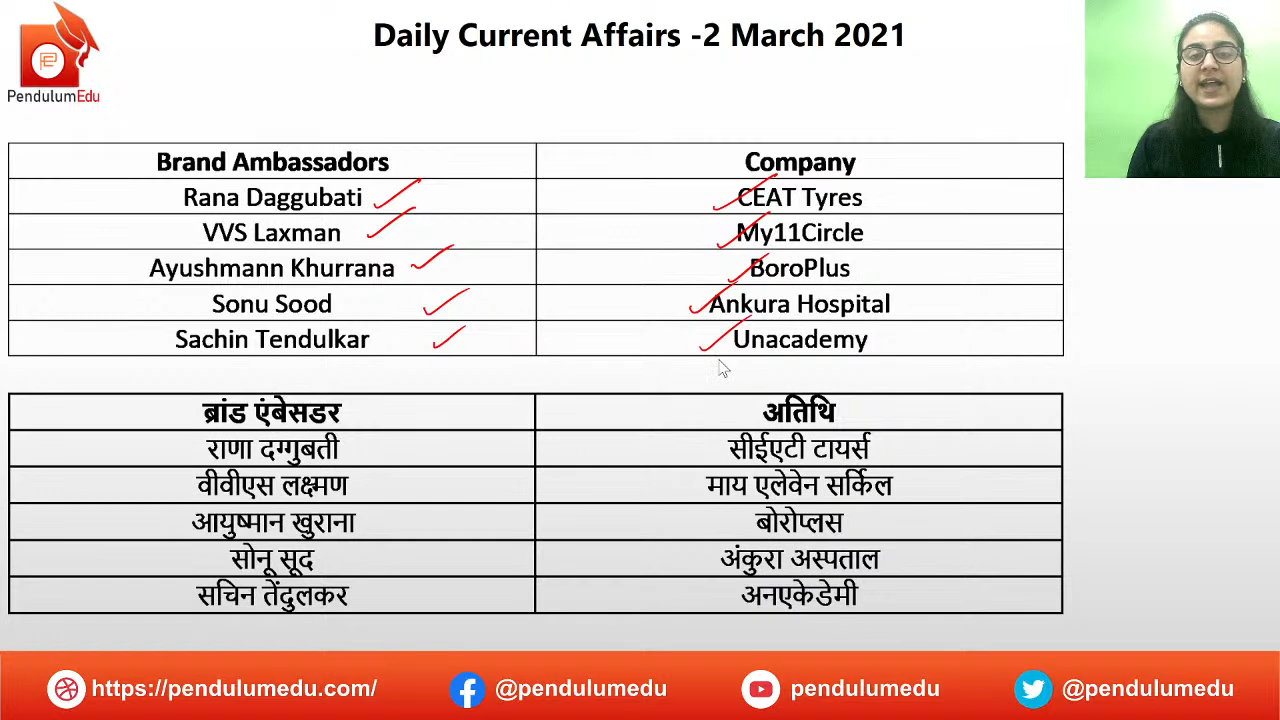 Daily Current Affairs -2 March 2021
PendulumEdu
Brand Ambassadors Company
Rana Daggubati CEAT Tyres
VVS Laxman My11Circle
Ayushmann Khurrana BoroPlus
Sonu Sood Ankura Hospital
Sachin Tendulkar Unacademy
ब्रांड एंबेसडर अतिथि
राणा दग्गुबती सीईएटी टायर्स
वीवीएस लक्ष्मण माय एलेवेन सर्किल
आयुष्मान खुराना बोरोप्लस
सोनू सूद अंकुरा अस्पताल
सचिन तेंदुलकर अनएकेडेमी
https://pendulumedu.com/ @pendulumedu pendulumedu @pendulumedu